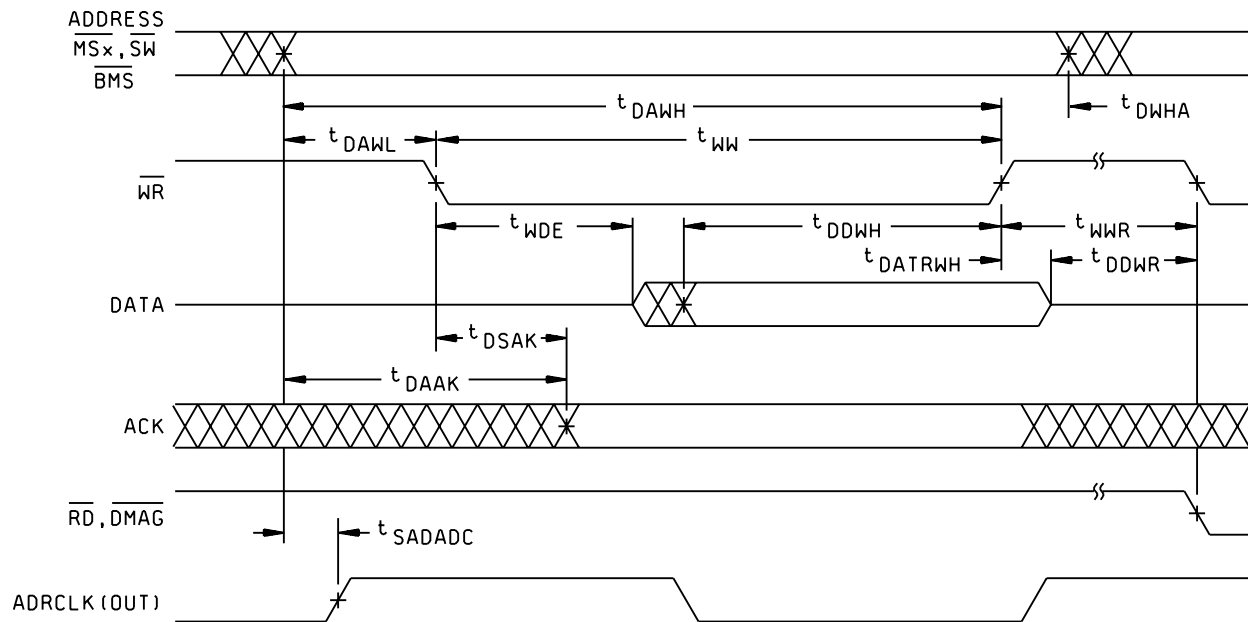 ADDRESS
MSx,SW
BMS
tDAWH
tDWHA
tDAWL
tWW
WR
tWDE
tDDWH
tWWR
tDATRWH
tDDWR
DATA
tDSAK
tDAAK
ACK
RD,DMAG
tSADADC
ADRCLK(OUT)